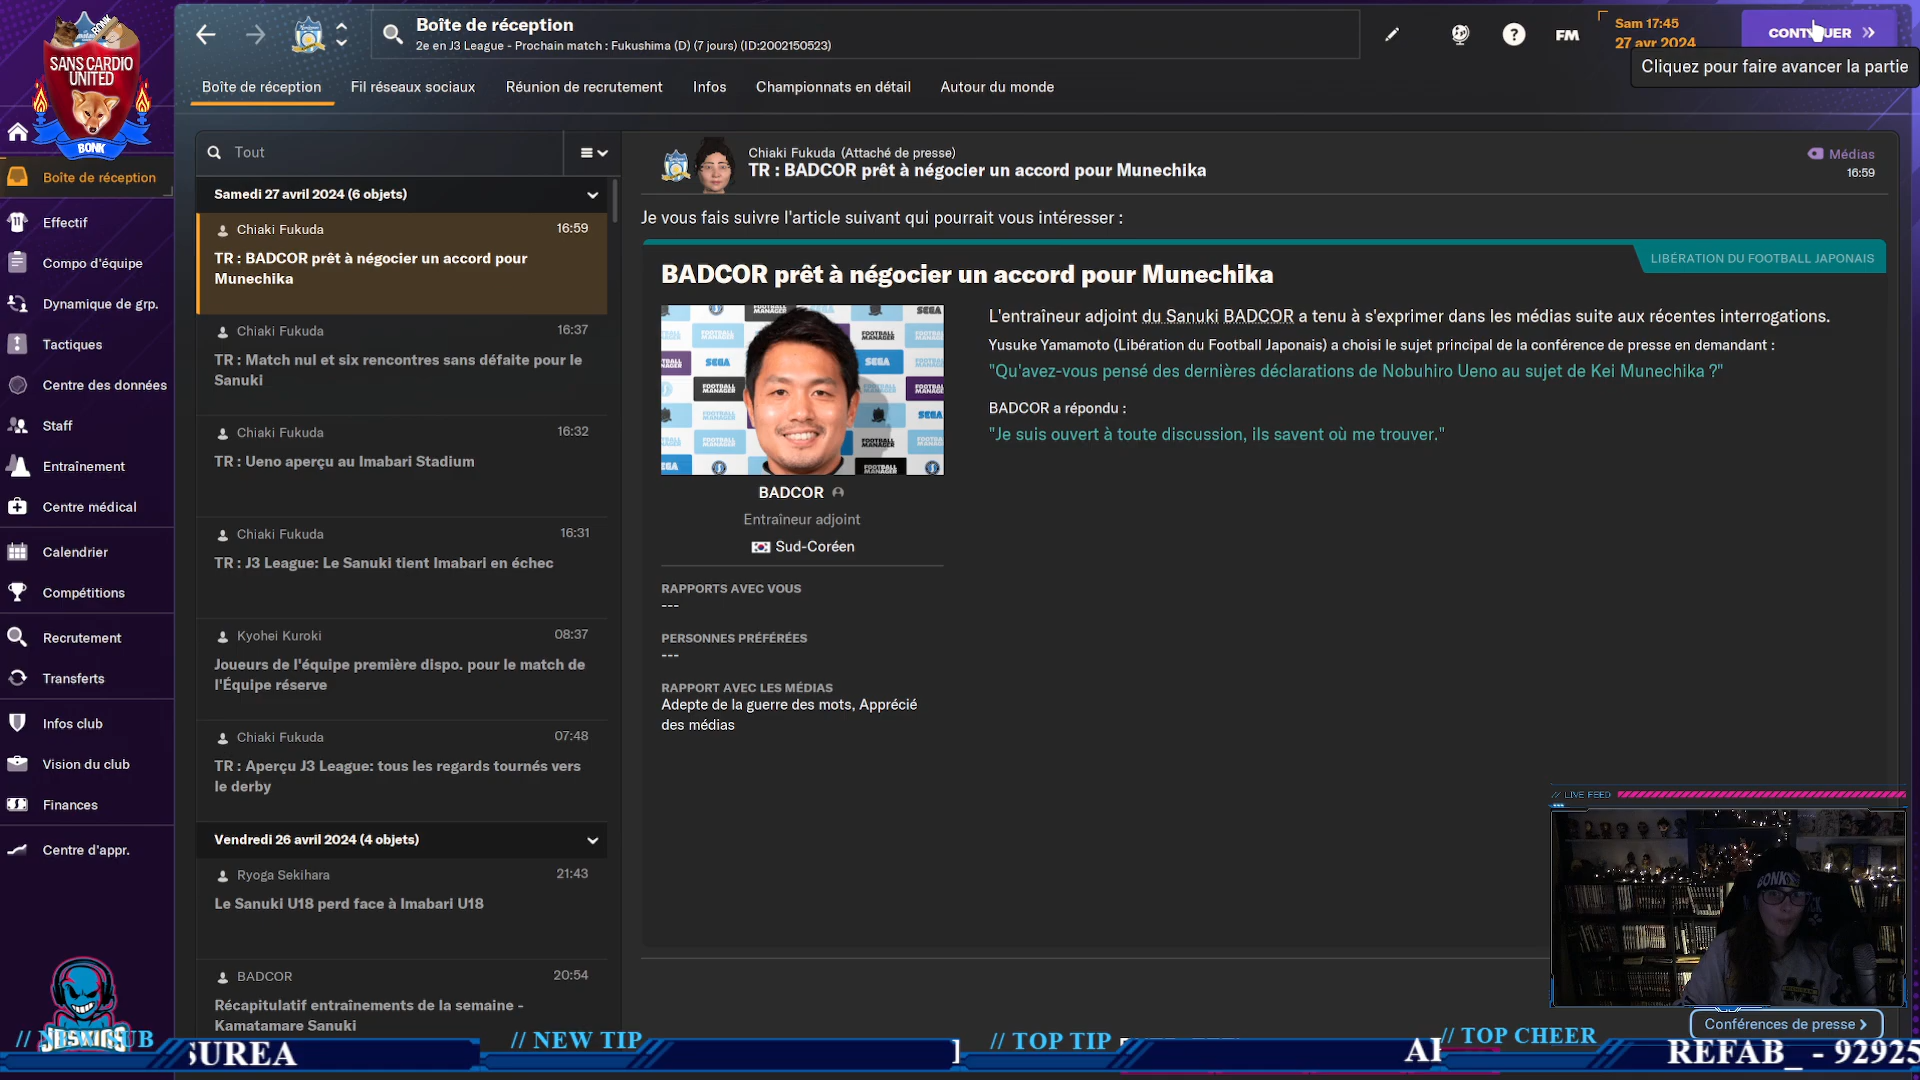 Boîte de réception
2e en J3 League - Prochain match : Fukushima (D) (7 jours) (ID:2002150523)
FM
Sam 17:45
27 avr 2024
CONTINUER
Cliquez pour faire avancer la partie
BONK
SANS CARDIO
UNITED
BONK
Boîte de réception
Fil réseaux sociaux
Réunion de recrutement
Infos
Championnats en détail
Autour du monde
Boîte de réception
Effectif
Compo d'équipe
Dynamique de grp.
Tactiques
Centre des données
Staff
Entraînement
Centre médical
Calendrier
Compétitions
Recrutement
Transferts
Infos club
Vision du club
Finances
Centre d'appr.
Tout
Samedi 27 avril 2024 (6 objets)
Chiaki Fukuda 16:59
TR : BADCOR prêt à négocier un accord pour
Munechika
Chiaki Fukuda 16:37
TR : Match nul et six rencontres sans défaite pour le
Sanuki
Chiaki Fukuda 16:32
TR : Ueno aperçu au Imabari Stadium
Chiaki Fukuda 16:31
TR : J3 League: Le Sanuki tient Imabari en échec
Kyohei Kuroki 08:37
Joueurs de l'équipe première dispo. pour le match de
l'Équipe réserve
Chiaki Fukuda 07:48
TR : Aperçu J3 League: tous les regards tournés vers
le derby
Vendredi 26 avril 2024 (4 objets)
Ryoga Sekihara 21:43
Le Sanuki U18 perd face à Imabari U18
BADCOR 20:54
Récapitulatif entraînements de la semaine -
Kamatamare Sanuki
Chiaki Fukuda (Attaché de presse)
TR : BADCOR prêt à négocier un accord pour Munechika
Médias
16:59
Je vous fais suivre l'article suivant qui pourrait vous intéresser :
LIBÉRATION DU FOOTBALL JAPONAIS
BADCOR prêt à négocier un accord pour Munechika
L'entraîneur adjoint du Sanuki BADCOR a tenu à s'exprimer dans les médias suite aux récentes interrogations.
Yusuke Yamamoto (Libération du Football Japonais) a choisi le sujet principal de la conférence de presse en demandant :
"Qu'avez-vous pensé des dernières déclarations de Nobuhiro Ueno au sujet de Kei Munechika ?"
BADCOR a répondu :
"Je suis ouvert à toute discussion, ils savent où me trouver."
BADCOR
Entraîneur adjoint
Sud-Coréen
RAPPORTS AVEC VOUS
---
PERSONNES PRÉFÉRÉES
---
RAPPORT AVEC LES MÉDIAS
Adepte de la guerre des mots, Apprécié
des médias
// LIVE FEED
BONK
Conférences de presse
// NEW SUB
SUREA
// NEW TIP
// TOP TIP
// TOP CHEER
REFAB_ - 92925